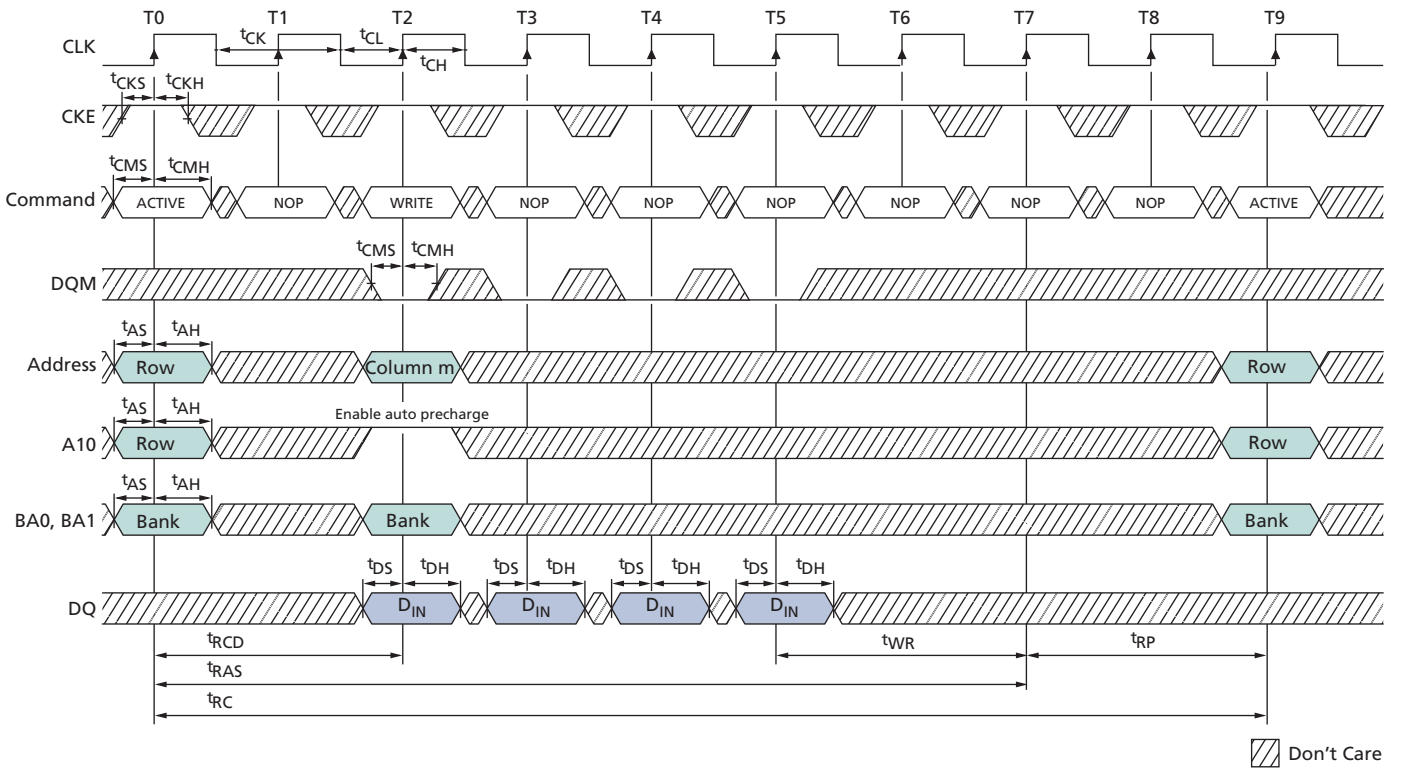 T0 T1 T2 T3 T4 T5 T6 T7 T8 T9
CLK tCK tCL
tCH
tCKS tCKH
CKE
tCMS tCMH
Command ACTIVE NOP WRITE NOP NOP NOP NOP NOP NOP ACTIVE
tCMS tCMH
DQM
tAS tAH
Address Row Column m Row
tAS tAH Enable auto precharge
A10 Row Row
tAS tAH
BA0, BA1 Bank Bank Bank
tDS tDH tDS tDH tDS tDH tDS tDH
DQ DIN DIN DIN DIN
tRCD tWR tRP
tRAS
tRC
Don't Care